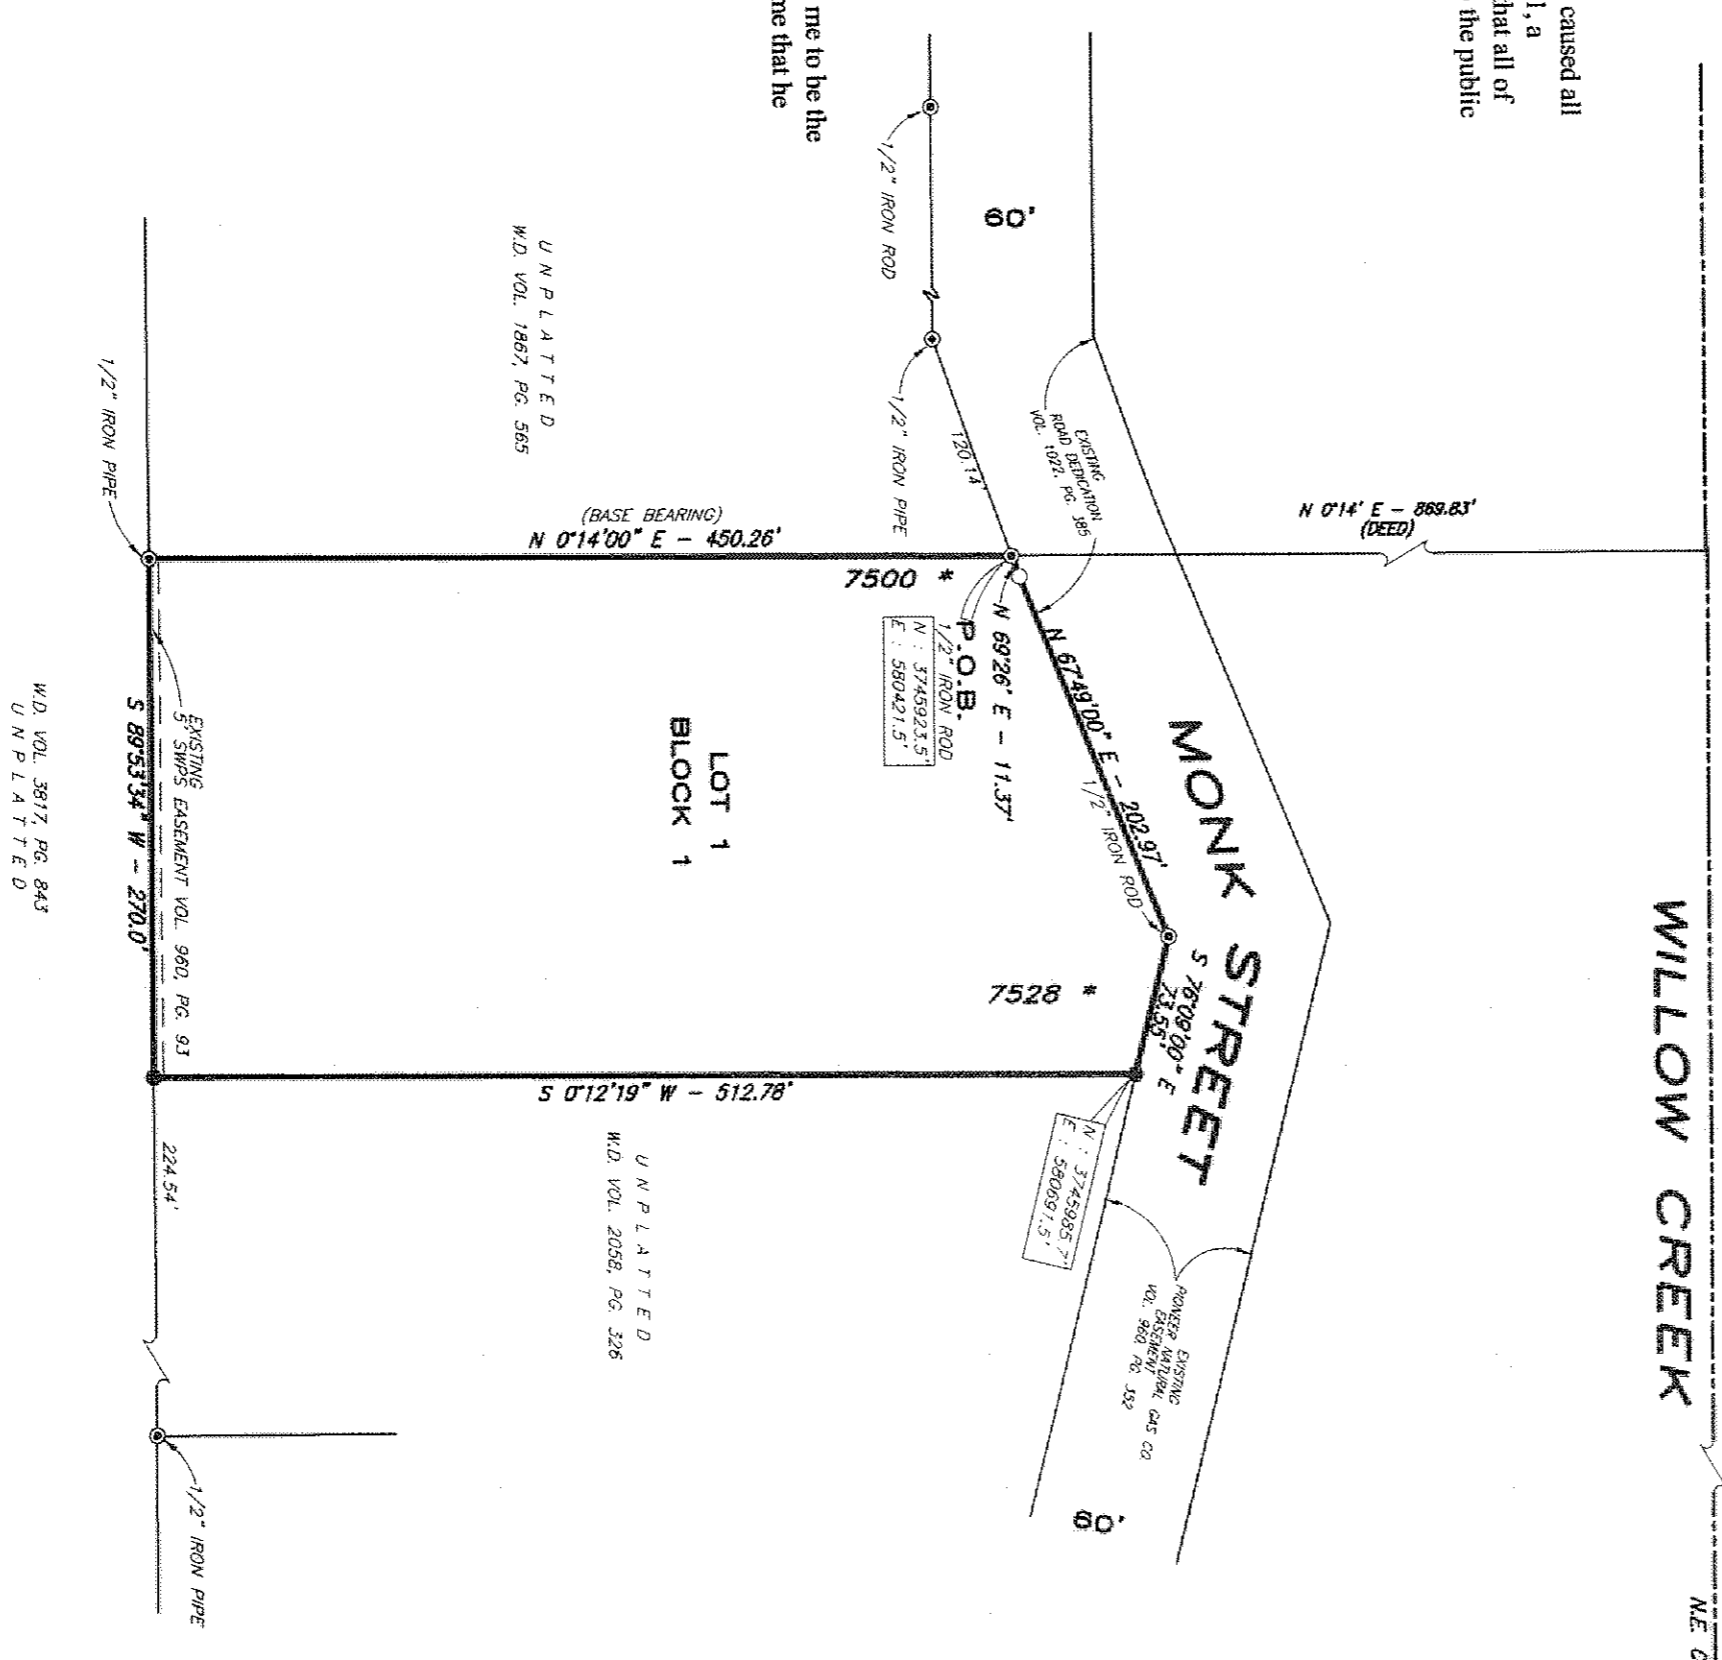 caused all
1, a
that all of
the public
me to be the
me that he
60'
1/2" IRON ROD
1/2" IRON PIPE
120.14'
EXISTING
ROAD DEDICATION
VOL. 1022, PG. 385
N 0°14' E - 869.83'
(DEED)
WILLOW CREEK
N.E.
MONK STREET
UNPLATTED
W.D. VOL. 1867, PG. 565
1/2" IRON PIPE
(BASE BEARING)
N 0°14'00" E - 450.26'
7500 *
N 69°26' E - 11.37'
P.O.B.
1/2" IRON ROD
N : 3745923.5'
E : 580421.5'
N 67°49'00" E - 202.97'
1/2" IRON ROD
S 76°09'00" E
73.55'
7528 *
LOT 1
BLOCK 1
EXISTING
5' SWPS EASEMENT VOL. 960, PG. 93
S 89°53'34" W - 270.0'
W.D. VOL. 3817, PG. 843
UNPLATTED
S 0°12'19" W - 512.78'
N : 3745985.7'
E : 580691.5'
UNPLATTED
W.D. VOL. 2058, PG. 326
EXISTING
PIONEER NATURAL GAS CO.
EASEMENT
VOL. 960, PG. 352
60'
224.54'
1/2" IRON PIPE